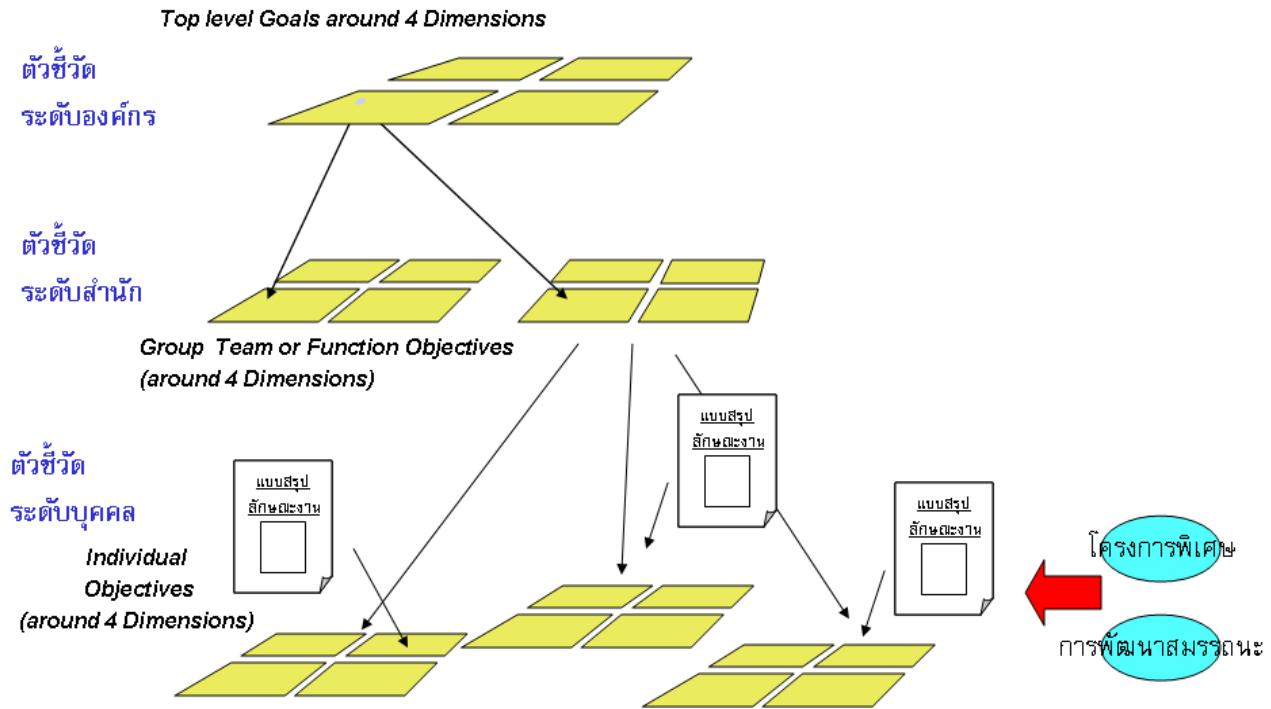 Top level Goals around 4 Dimensions
ตัวชี้วัด
ระดับองค์กร
ตัวชี้วัด
ระดับสำนัก
Group Team or Function Objectives
(around 4 Dimensions)
แบบสรุป
ลักษณะงาน
ตัวชี้วัด
ระดับบุคคล
แบบสรุป
ลักษณะงาน
แบบสรุป
ลักษณะงาน
Individual
Objectives
(around 4 Dimensions)
โครงการพิเศษ
การพัฒนาสมรรถนะ